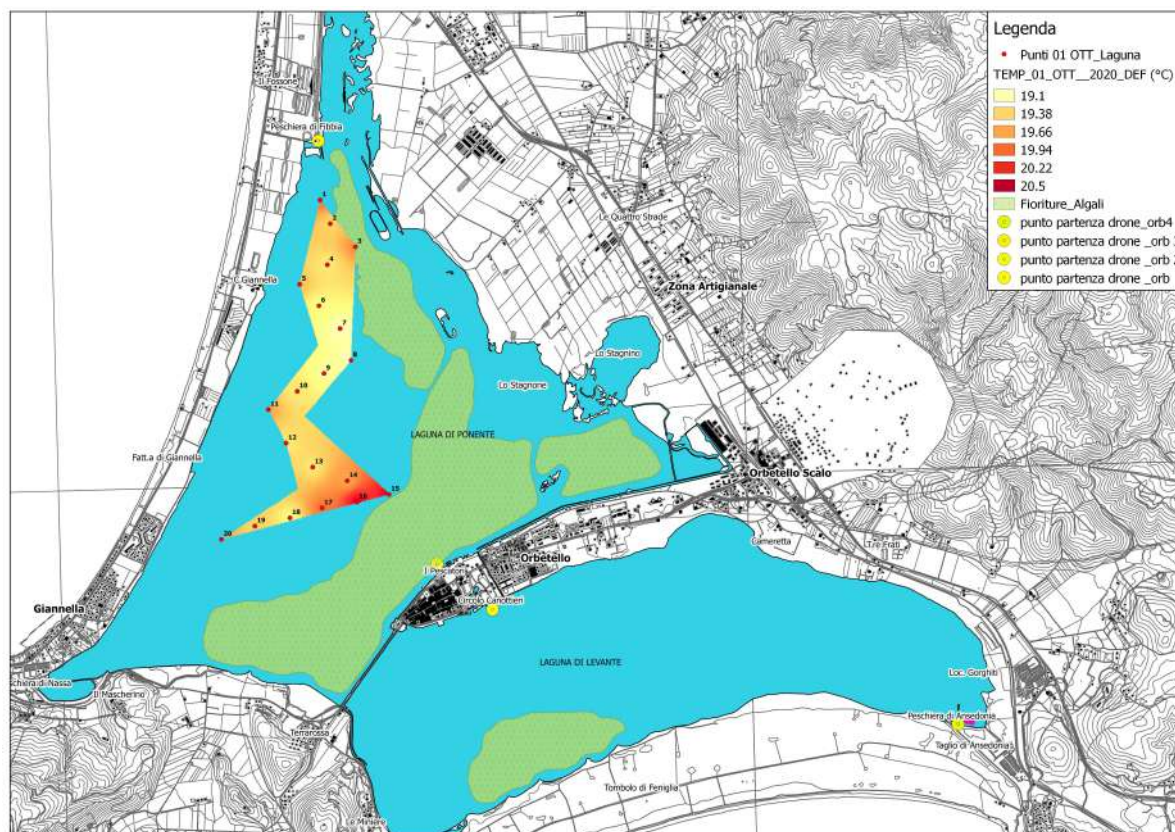 Legenda
Punti 01 OTT_Laguna
TEMP_01_OTT__2020_DEF (°C)
19.1
19.38
19.66
19.94
20.22
20.5
Fioriture_Algali
punto partenza drone_orb4
punto partenza drone _orb
punto partenza drone _orb
punto partenza drone _orb
Il Fossone
Peschiera di Fibbia
1
2
3
4
5
6
7
8
9
10
11
12
13
14
15
16
17
18
19
20
Le Quattro Strade
C.Giannella
Zona Artigianale
Lo Stagnino
Lo Stagnone
LAGUNA DI PONENTE
Fatt.a di Giannella
Orbetello Scalo
Cameretta
Tre Frati
Orbetello
I Pescatori
Circolo Canottieri
Giannella
LAGUNA DI LEVANTE
Loc. Gorghiti
schiera di Nassa
Il Mascherino
Terrarossa
Peschiera di Ansedonia
Taglio di Ansedonia1
Tombolo di Feniglia
Le Miniere